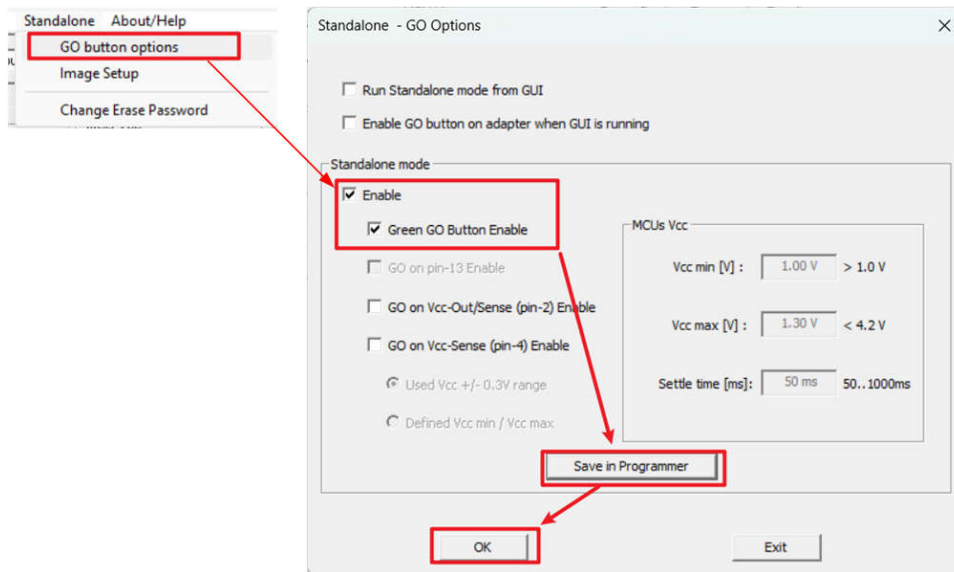 Standalone About/Help
GO button options
Image Setup
Change Erase Password
Standalone - GO Options
Run Standalone mode from GUI
Enable GO button on adapter when GUI is running
Standalone mode
Enable
Green GO Button Enable
GO on pin-13 Enable
GO on Vcc-Out/Sense (pin-2) Enable
GO on Vcc-Sense (pin-4) Enable
Used Vcc +/- 0.3V range
Defined Vcc min / Vcc max
MCUs Vcc
Vcc min [V] : 1.00 V > 1.0 V
Vcc max [V] : 1.30 V < 4.2 V
Settle time [ms]: 50 ms 50..1000ms
Save in Programmer
OK Exit